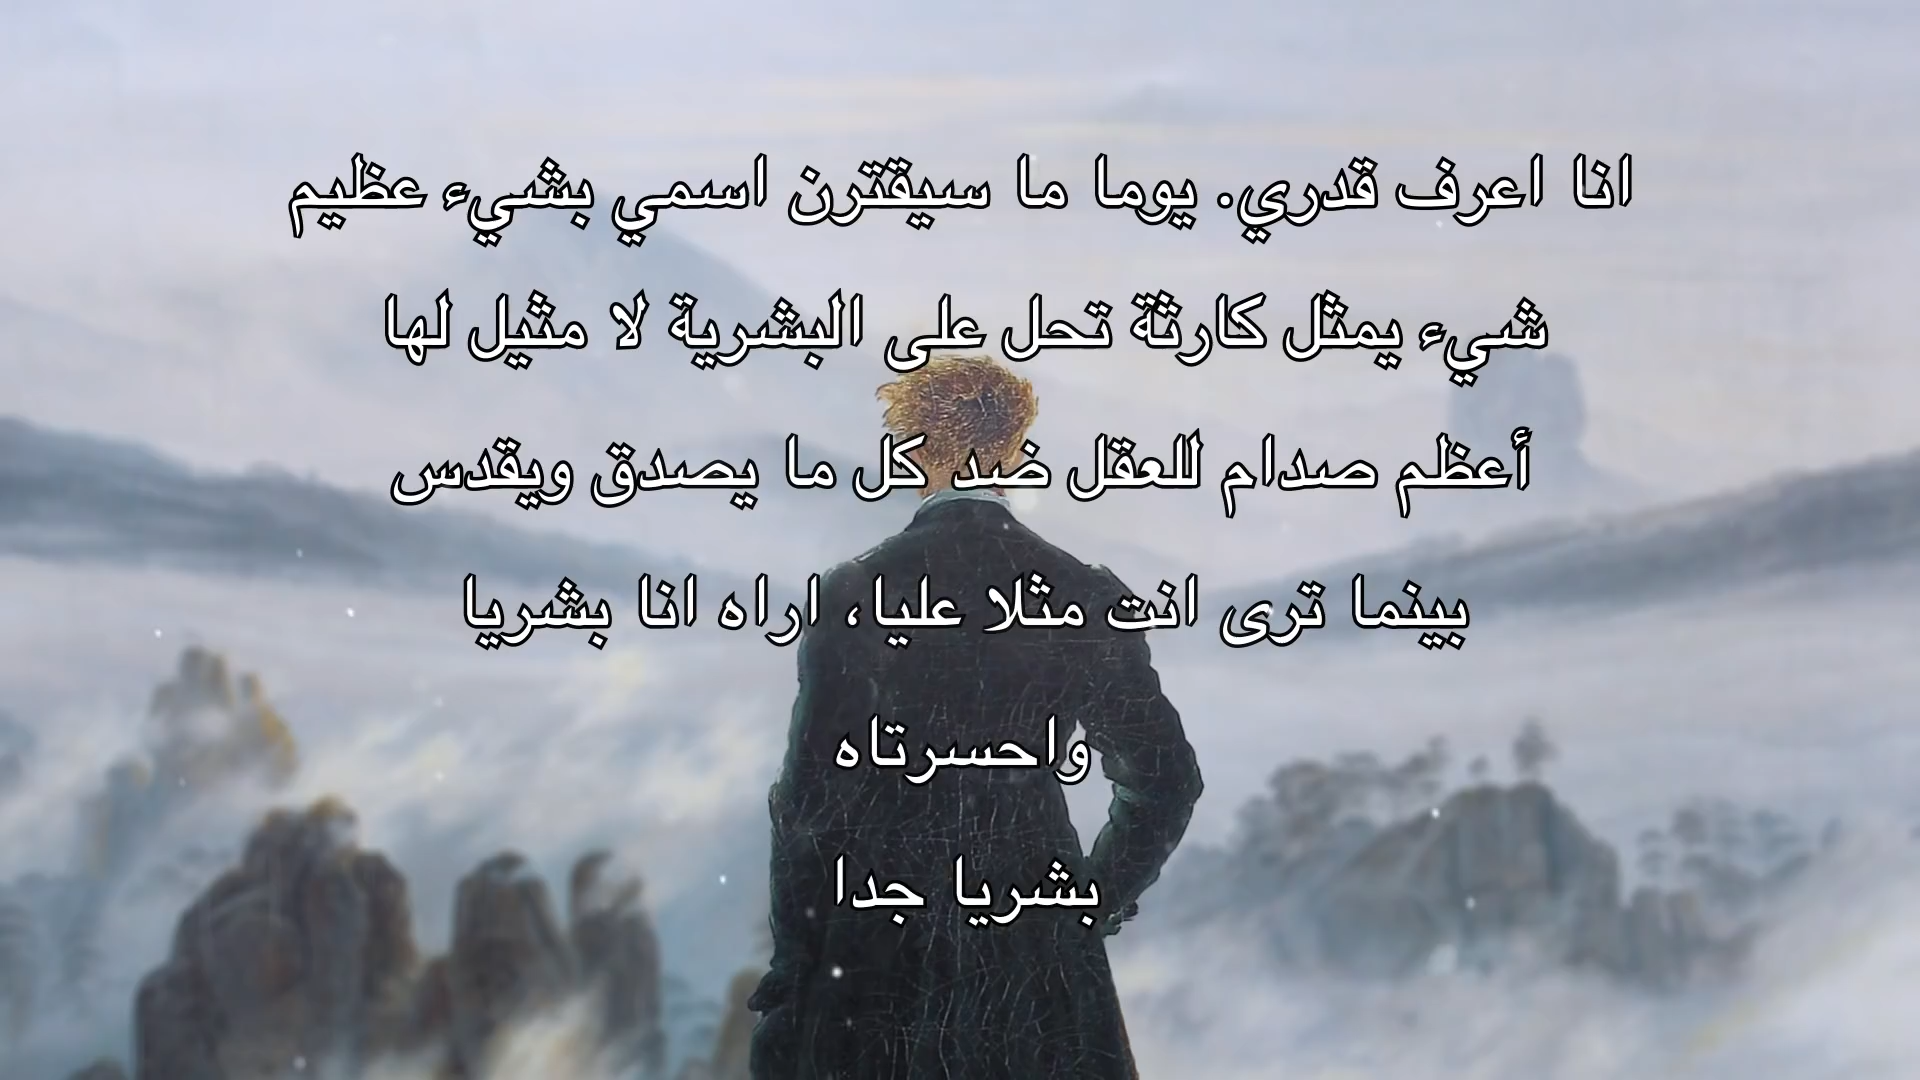 انا اعرف قدري. يوما ما سيقترن اسمي بشيء عظيم
شيء يمثل كارثة تحل على البشرية لا مثيل لها
أعظم صدام للعقل ضد كل ما يصدق ويقدس
بينما ترى انت مثلا عليا، اراه انا بشريا
واحسرتاه
بشريا جدا